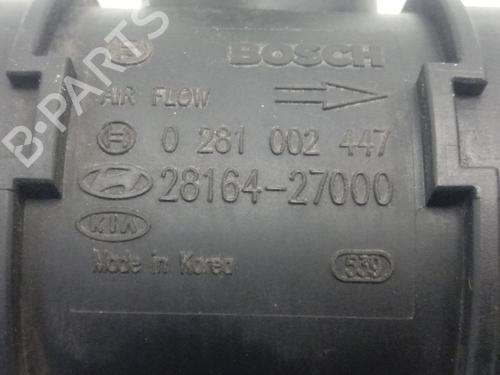 BOSCH
AIR FLOW
0 281 002 447
28164-27000
KIA
Made in Korea
539
B-PARTS